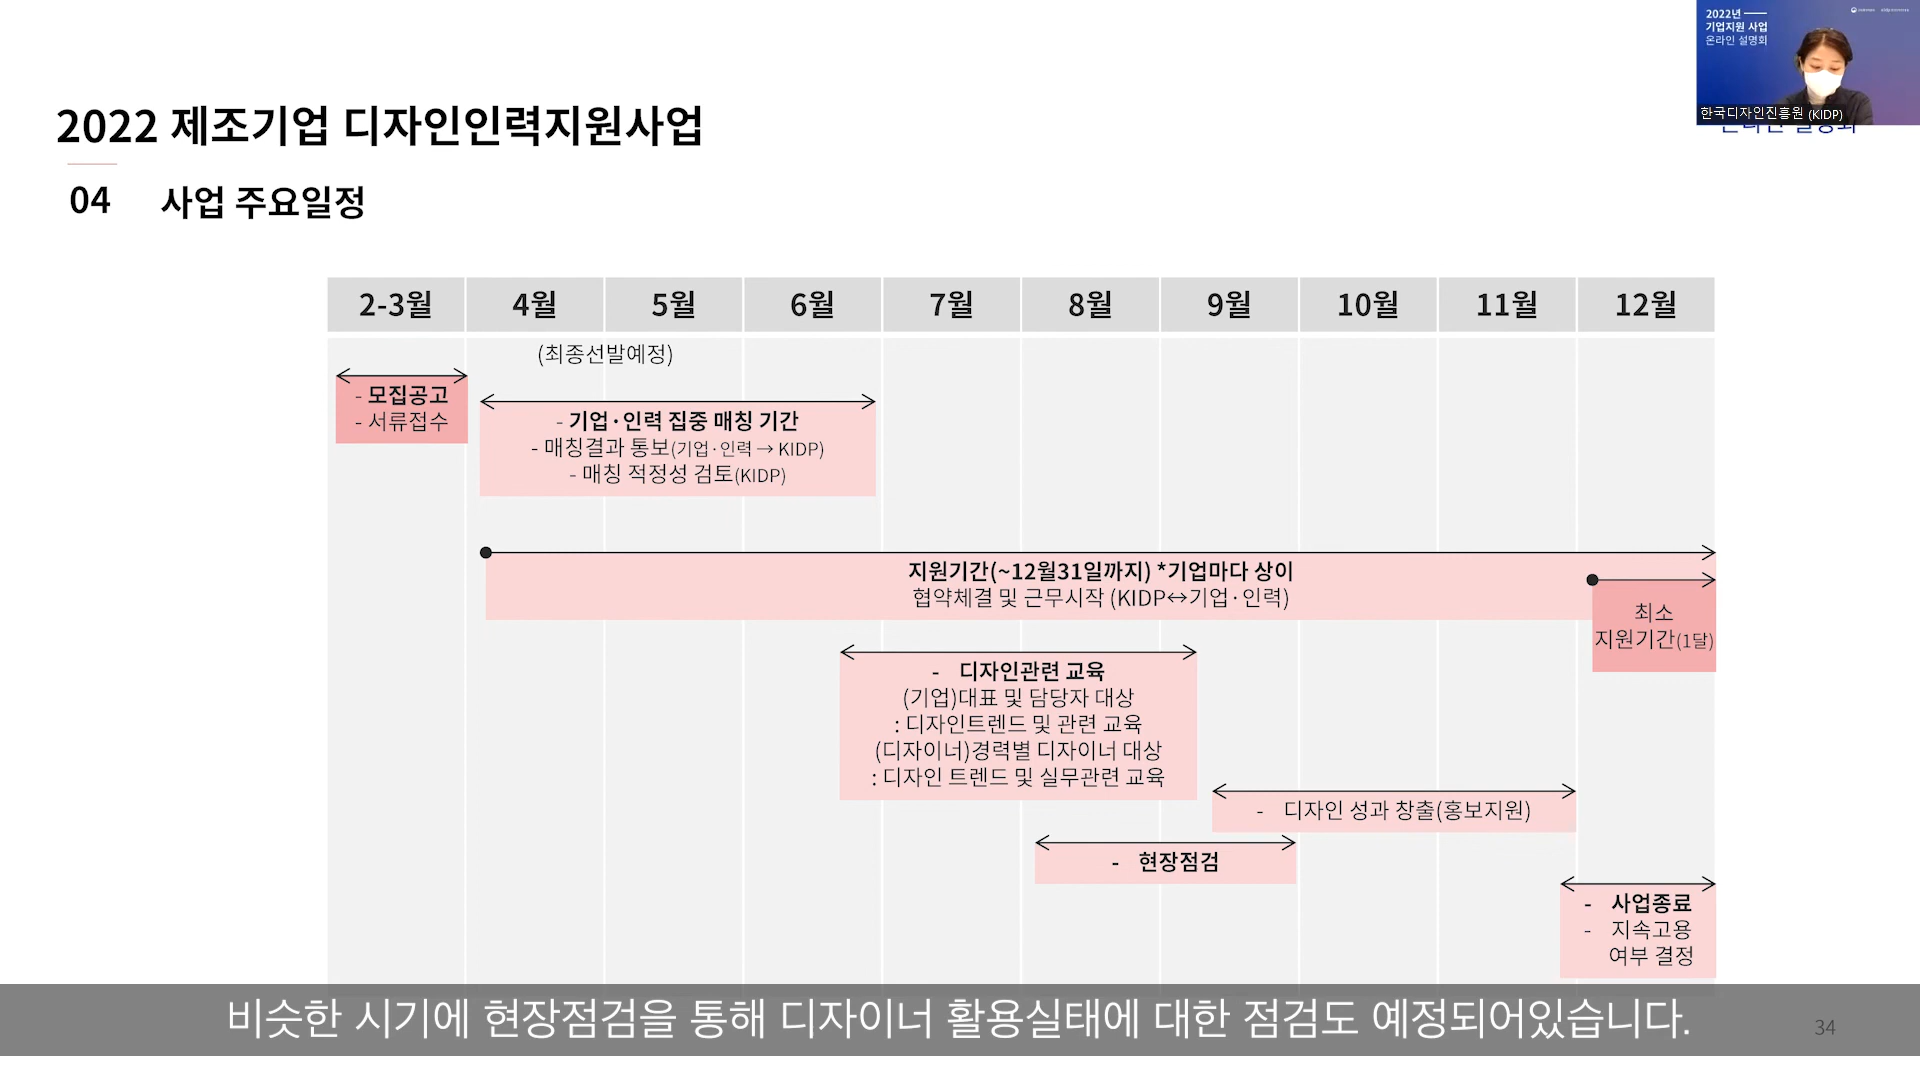 2022년
기업지원 사업
온라인 설명회
한국디자인진흥원 (KIDP)
2022 제조기업 디자인인력지원사업
04 사업 주요일정
2-3월 4월 5월 6월 7월 8월 9월 10월 11월 12월
(최종선발예정)
- 모집공고
- 서류접수
- 기업·인력 집중 매칭 기간
- 매칭결과 통보(기업·인력 → KIDP)
- 매칭 적정성 검토(KIDP)
지원기간(~12월31일까지) *기업마다 상이
협약체결 및 근무시작 (KIDP↔기업·인력)
최소
지원기간(1달)
- 디자인관련 교육
(기업)대표 및 담당자 대상
: 디자인트렌드 및 관련 교육
(디자이너)경력별 디자이너 대상
: 디자인 트렌드 및 실무관련 교육
- 디자인 성과 창출(홍보지원)
- 현장점검
- 사업종료
- 지속고용
여부 결정
비슷한 시기에 현장점검을 통해 디자이너 활용실태에 대한 점검도 예정되어있습니다.
34